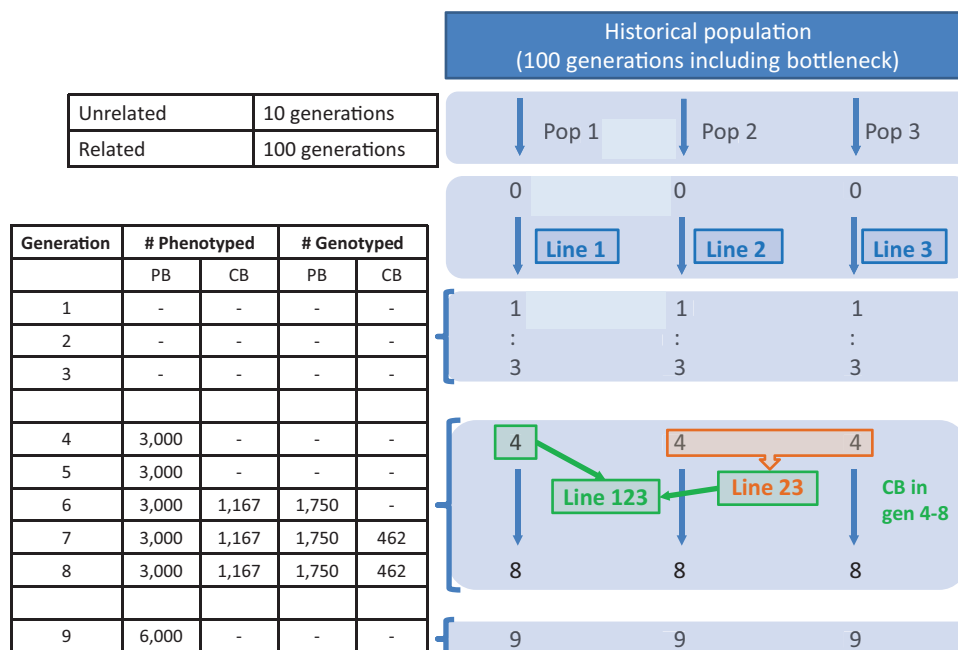 Historical population
(100 generations including bottleneck)
Unrelated 10 generations
Related 100 generations
Pop 1 Pop 2 Pop 3
0 0 0
Line 1 Line 2 Line 3
Generation # Phenotyped # Genotyped
PB CB PB CB
1 - - - -
2 - - - -
3 - - - -
4 3,000 - - -
5 3,000 - - -
6 3,000 1,167 1,750 -
7 3,000 1,167 1,750 462
8 3,000 1,167 1,750 462
9 6,000 - - -
1 1 1
: : :
3 3 3
4 4 4
Line 123 Line 23
CB in
gen 4-8
8 8 8
9 9 9